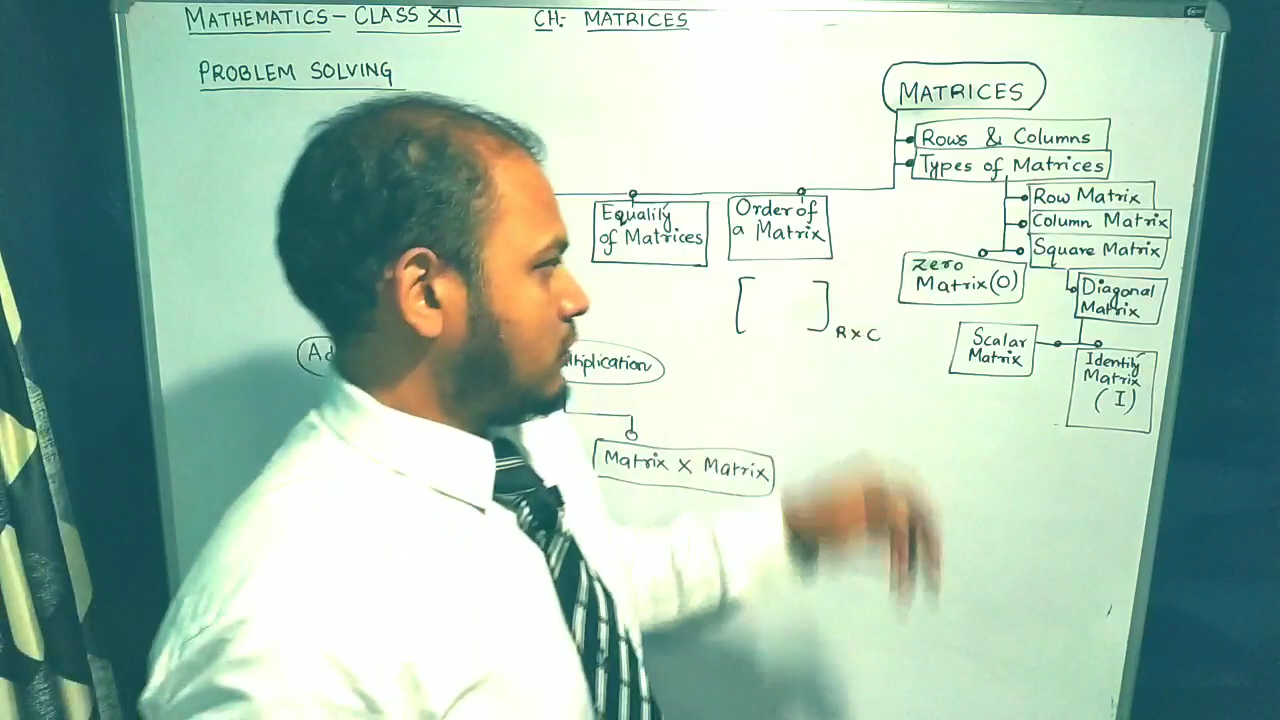 MATHEMATICS - CLASS XII CH: MATRICES
PROBLEM SOLVING
MATRICES
Rows & Columns
Types of Matrices
Row Matrix
Column Matrix
Square Matrix
Diagonal
Matrix
Scalar
Matrix
Identity
Matrix
(I)
Zero
Matrix (O)
Order of
a Matrix
[ ] R×C
Equality
of Matrices
Matrix × Matrix